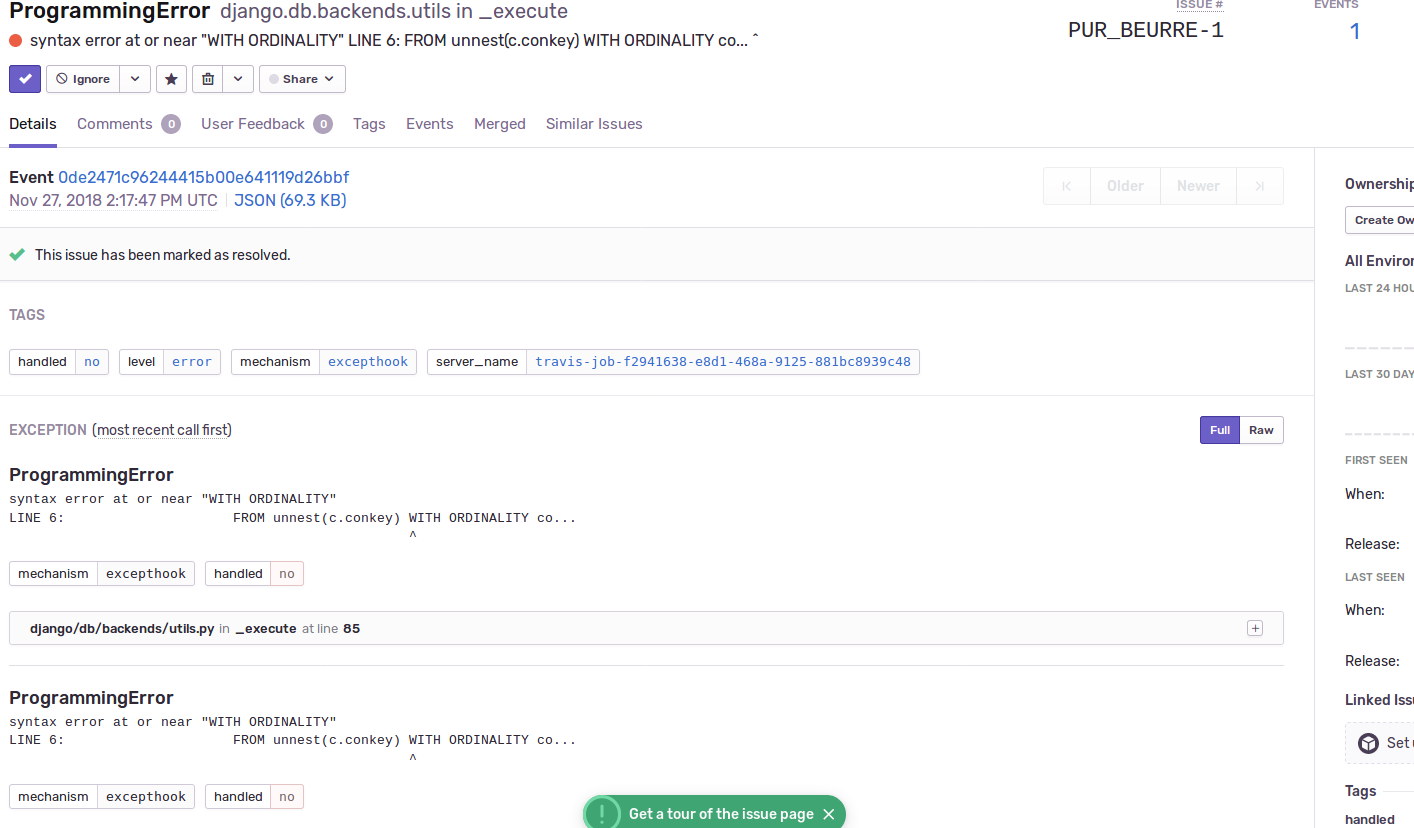 ProgrammingError django.db.backends.utils in _execute
ISSUE #
EVENTS
syntax error at or near "WITH ORDINALITY" LINE 6: FROM unnest(c.conkey) WITH ORDINALITY co... ^
PUR_BEURRE-1
1
Ignore
Share
Details
Comments 0
User Feedback 0
Tags
Events
Merged
Similar Issues
Event 0de2471c96244415b00e641119d26bbf
Nov 27, 2018 2:17:47 PM UTC
JSON (69.3 KB)
Older
Newer
This issue has been marked as resolved.
TAGS
handled no
level error
mechanism excepthook
server_name travis-job-f2941638-e8d1-468a-9125-881bc8939c48
EXCEPTION (most recent call first)
Full
Raw
ProgrammingError
syntax error at or near "WITH ORDINALITY"
LINE 6: FROM unnest(c.conkey) WITH ORDINALITY co...
^
mechanism excepthook
handled no
django/db/backends/utils.py in _execute at line 85
ProgrammingError
syntax error at or near "WITH ORDINALITY"
LINE 6: FROM unnest(c.conkey) WITH ORDINALITY co...
^
mechanism excepthook
handled no
Get a tour of the issue page
Ownership
Create Ow
All Enviror
LAST 24 HOU
LAST 30 DAY
FIRST SEEN
When:
Release:
LAST SEEN
When:
Release:
Linked Issu
Set u
Tags
handled